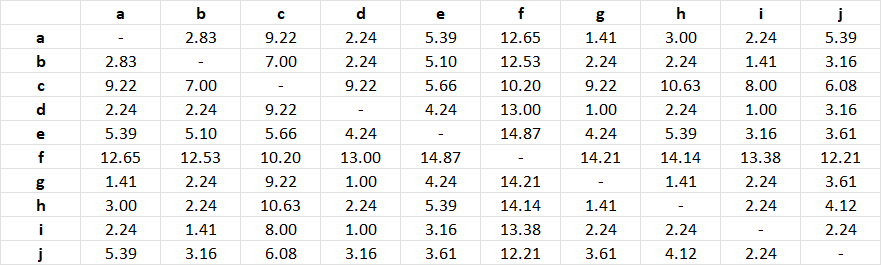 a b c d e f g h i j
a - 2.83 9.22 2.24 5.39 12.65 1.41 3.00 2.24 5.39
b 2.83 - 7.00 2.24 5.10 12.53 2.24 2.24 1.41 3.16
c 9.22 7.00 - 9.22 5.66 10.20 9.22 10.63 8.00 6.08
d 2.24 2.24 9.22 - 4.24 13.00 1.00 2.24 1.00 3.16
e 5.39 5.10 5.66 4.24 - 14.87 4.24 5.39 3.16 3.61
f 12.65 12.53 10.20 13.00 14.87 - 14.21 14.14 13.38 12.21
g 1.41 2.24 9.22 1.00 4.24 14.21 - 1.41 2.24 3.61
h 3.00 2.24 10.63 2.24 5.39 14.14 1.41 - 2.24 4.12
i 2.24 1.41 8.00 1.00 3.16 13.38 2.24 2.24 - 2.24
j 5.39 3.16 6.08 3.16 3.61 12.21 3.61 4.12 2.24 -